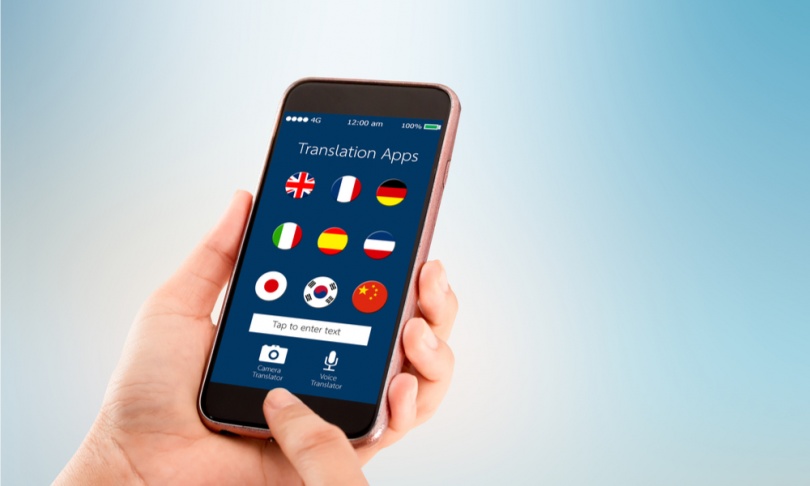 4G 12:00 am 100%
Translation Apps
Tap to enter text
Camera
Translator
Voice
Translator